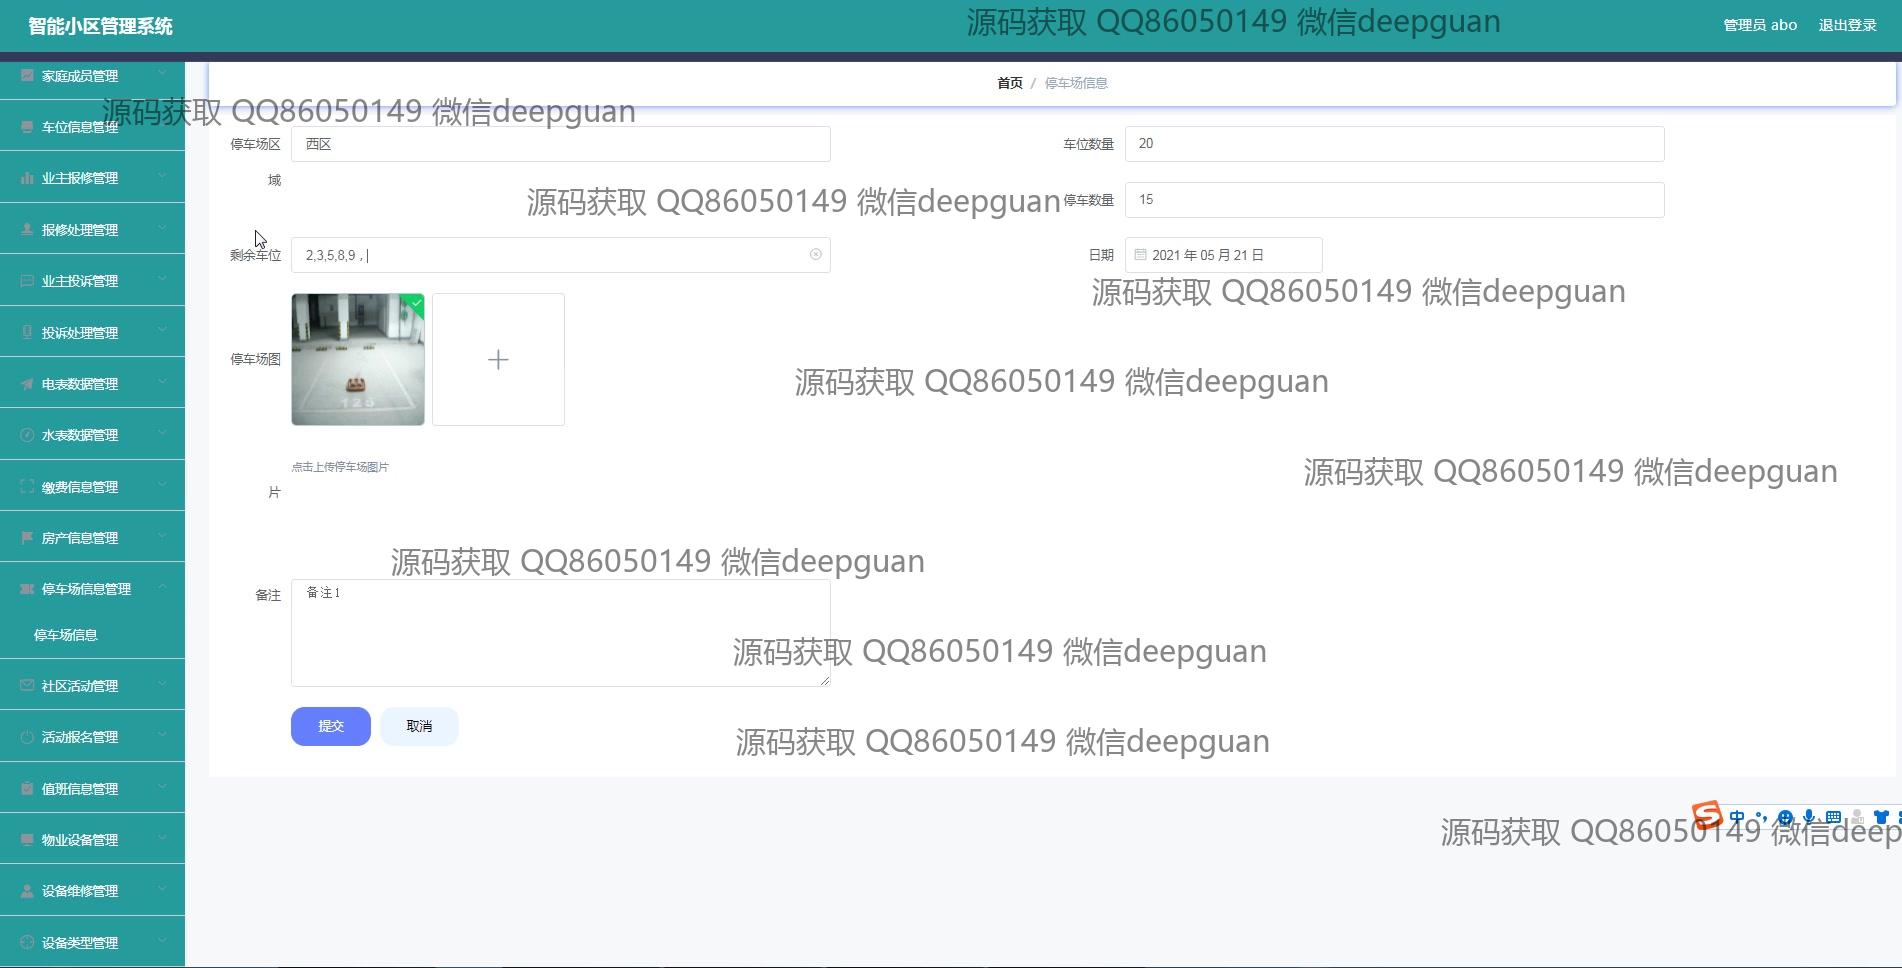 智能小区管理系统
源码获取 QQ86050149 微信deepguan
管理员 abo 退出登录
家庭成员管理
首页 / 停车场信息
源码获取 QQ86050149 微信deepguan
车位信息管理
停车场区域
西区
车位数量
20
业主报修管理
源码获取 QQ86050149 微信deepguan
停车数量
15
报修处理管理
剩余车位
2,3,5,8,9 ,
日期
2021 年 05 月 21 日
业主投诉管理
源码获取 QQ86050149 微信deepguan
投诉处理管理
停车场图片
125
电表数据管理
源码获取 QQ86050149 微信deepguan
水表数据管理
点击上传停车场图片
源码获取 QQ86050149 微信deepguan
缴费信息管理
房产信息管理
源码获取 QQ86050149 微信deepguan
停车场信息管理
备注
备注1
停车场信息
源码获取 QQ86050149 微信deepguan
社区活动管理
提交
取消
活动报名管理
源码获取 QQ86050149 微信deepguan
值班信息管理
中
源码获取 QQ86050149 微信deep
物业设备管理
设备维修管理
设备类型管理